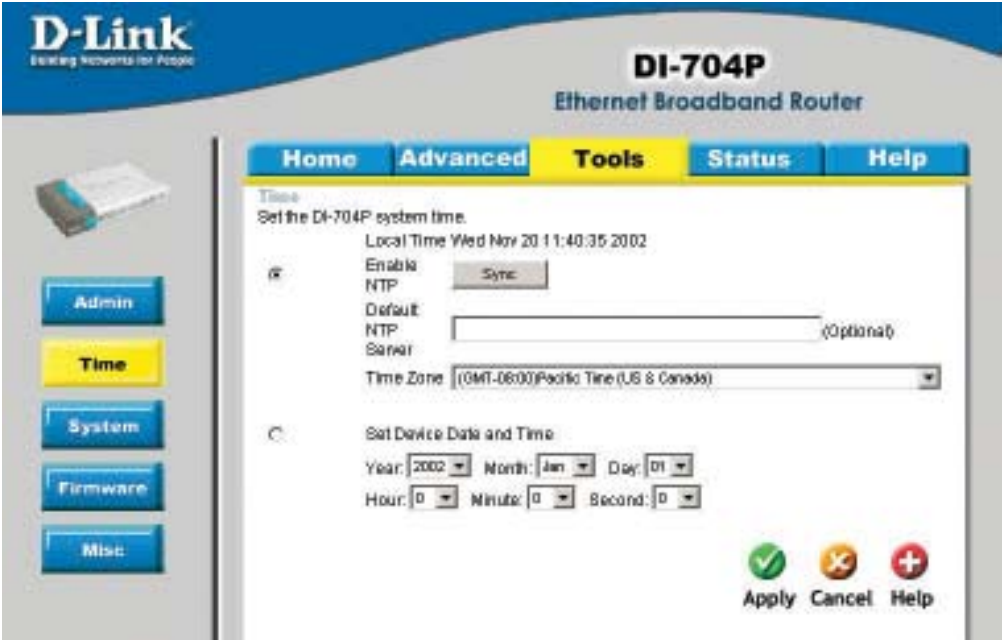 D-Link
Building Networks for People
DI-704P
Ethernet Broadband Router
Home Advanced Tools Status Help
Time
Set the DI-704P system time.
Local Time Wed Nov 20 11:40:35 2002
Enable NTP Sync
Default NTP Server (Optional)
Time Zone (GMT-08:00)Pacific Time (US & Canada)
Set Device Date and Time
Year: 2002 Month: Jan Day: 01
Hour: 0 Minute: 0 Second: 0
Admin
Time
System
Firmware
Misc
Apply Cancel Help